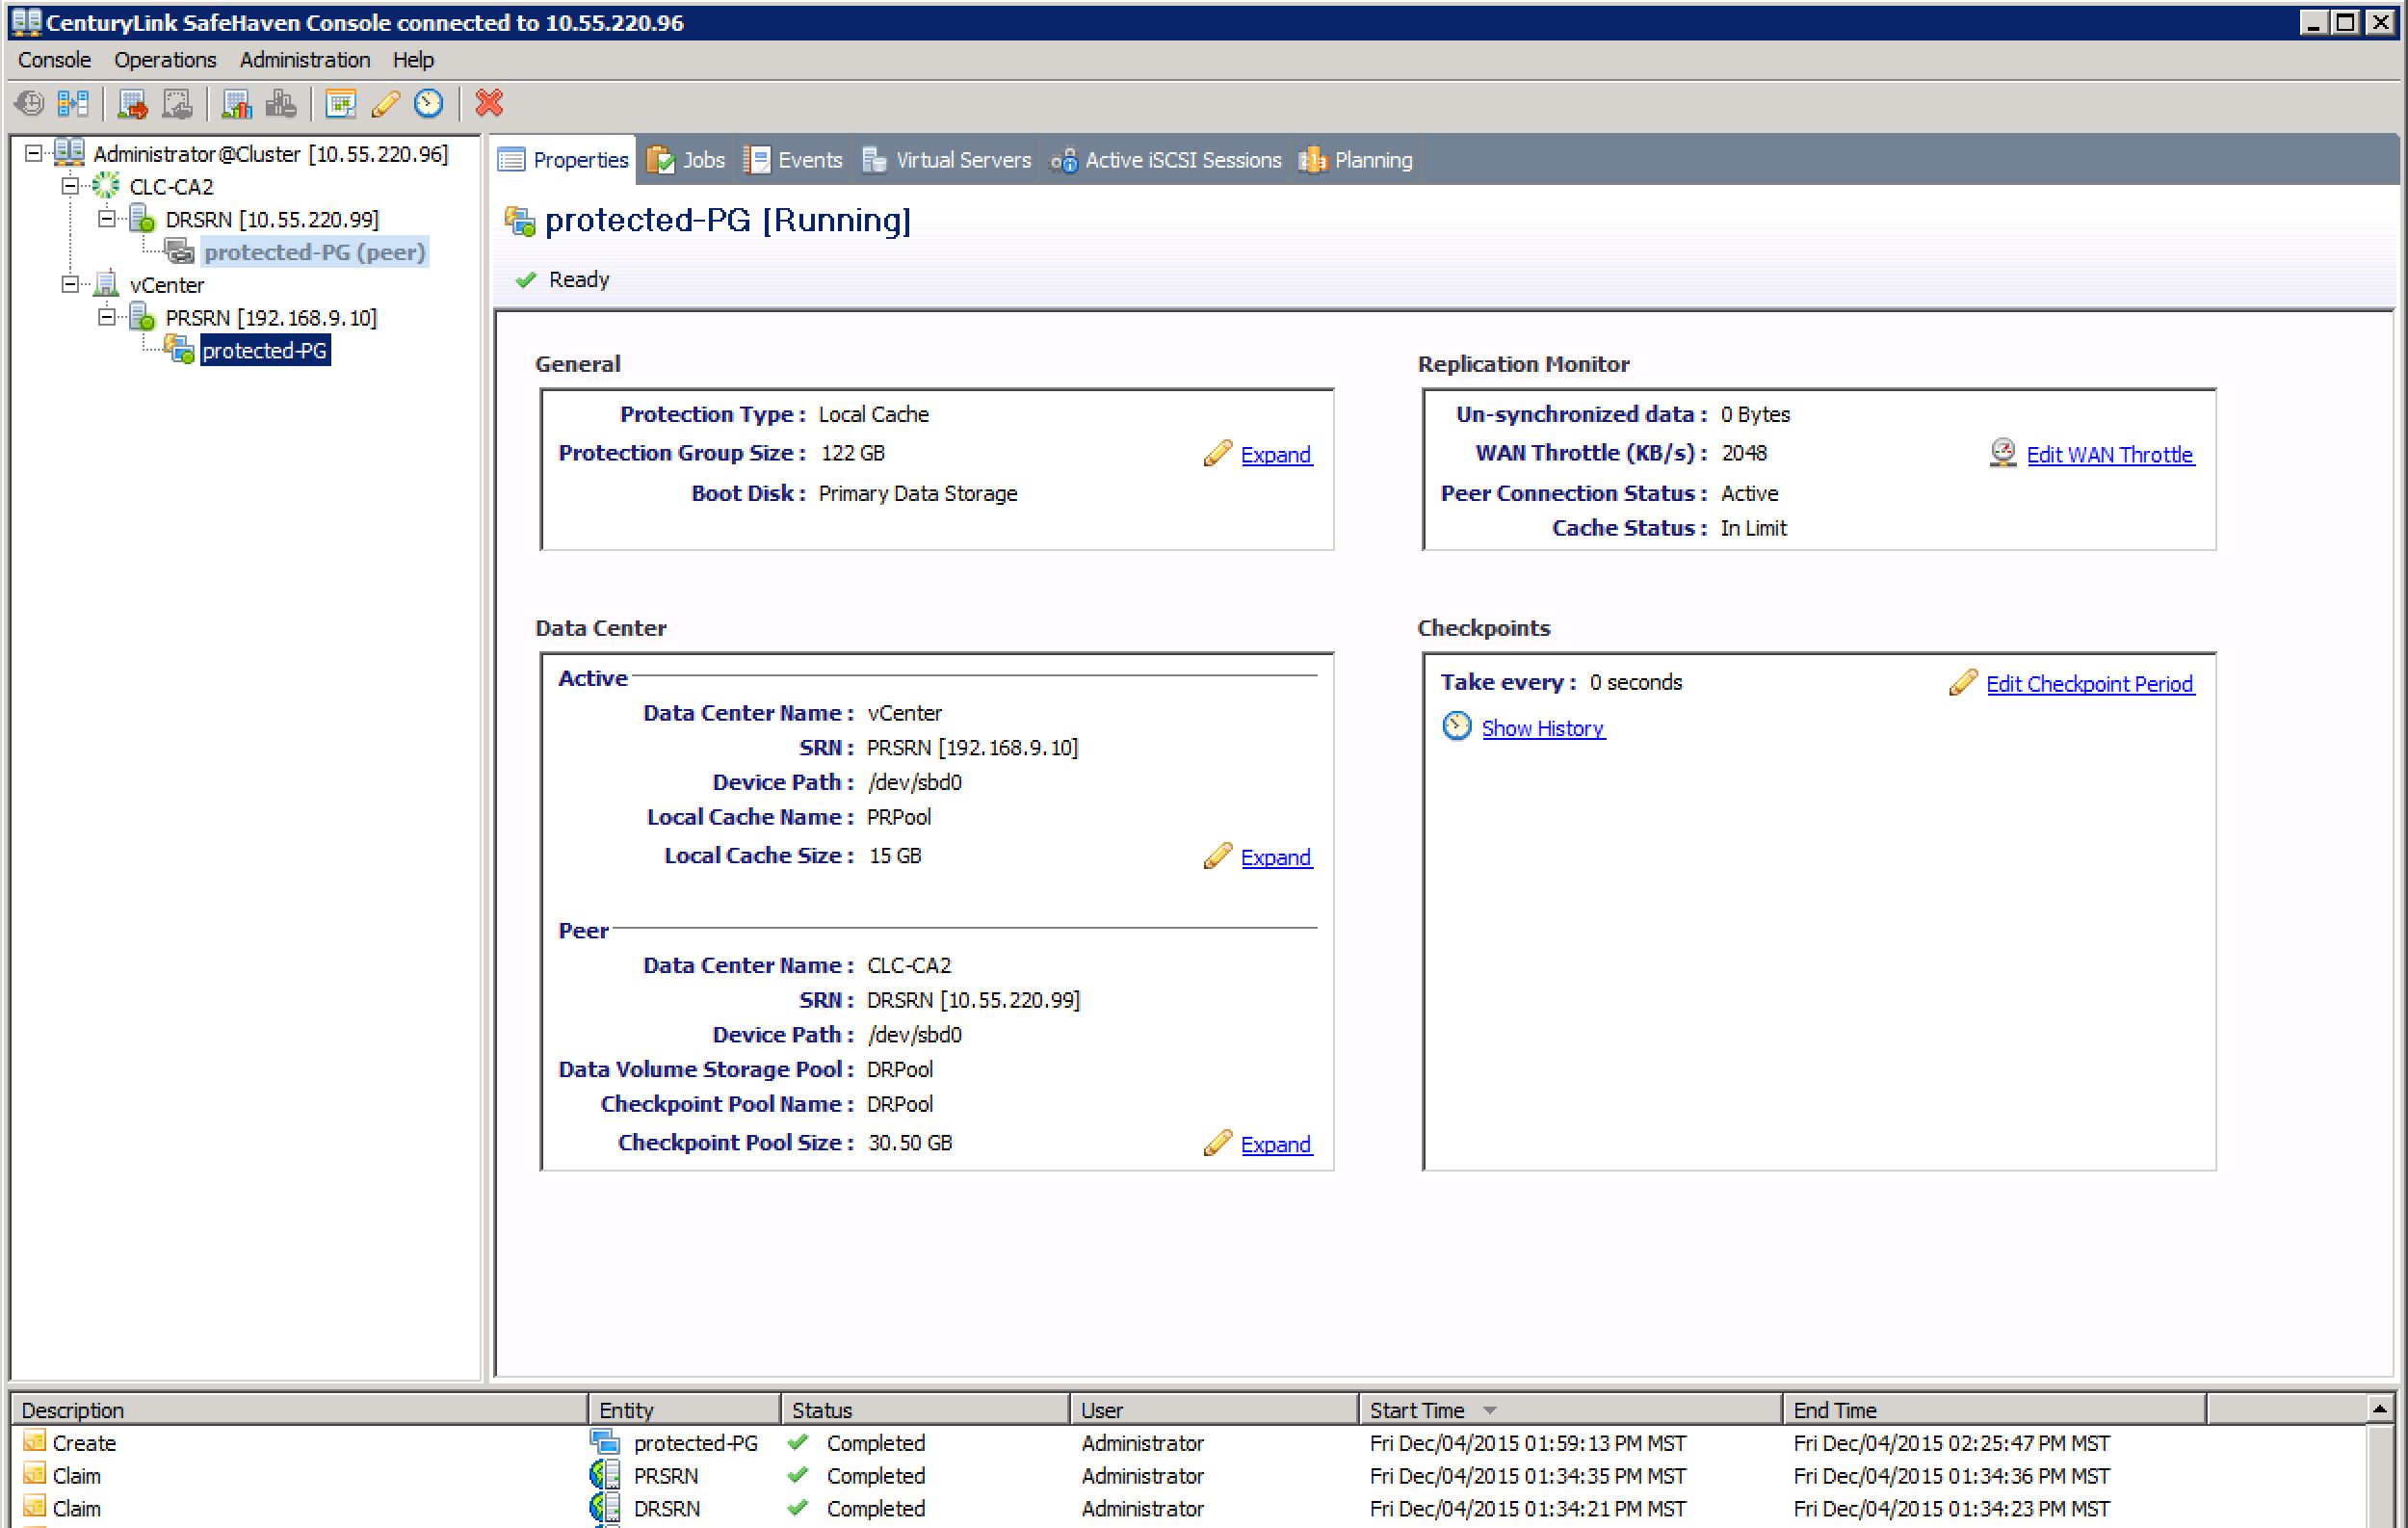 CenturyLink SafeHaven Console connected to 10.55.220.96
Console Operations Administration Help
Administrator@Cluster [10.55.220.96]
CLC-CA2
DRSRN [10.55.220.99]
protected-PG (peer)
vCenter
PRSRN [192.168.9.10]
protected-PG
Properties Jobs Events Virtual Servers Active iSCSI Sessions Planning
protected-PG [Running]
Ready
General
Protection Type : Local Cache
Protection Group Size : 122 GB Expand
Boot Disk : Primary Data Storage
Replication Monitor
Un-synchronized data : 0 Bytes
WAN Throttle (KB/s) : 2048 Edit WAN Throttle
Peer Connection Status : Active
Cache Status : In Limit
Data Center
Active
Data Center Name : vCenter
SRN : PRSRN [192.168.9.10]
Device Path : /dev/sbd0
Local Cache Name : PRPool
Local Cache Size : 15 GB Expand
Peer
Data Center Name : CLC-CA2
SRN : DRSRN [10.55.220.99]
Device Path : /dev/sbd0
Data Volume Storage Pool : DRPool
Checkpoint Pool Name : DRPool
Checkpoint Pool Size : 30.50 GB Expand
Checkpoints
Take every : 0 seconds Edit Checkpoint Period
Show History
Description Entity Status User Start Time End Time
Create protected-PG Completed Administrator Fri Dec/04/2015 01:59:13 PM MST Fri Dec/04/2015 02:25:47 PM MST
Claim PRSRN Completed Administrator Fri Dec/04/2015 01:34:35 PM MST Fri Dec/04/2015 01:34:36 PM MST
Claim DRSRN Completed Administrator Fri Dec/04/2015 01:34:21 PM MST Fri Dec/04/2015 01:34:23 PM MST